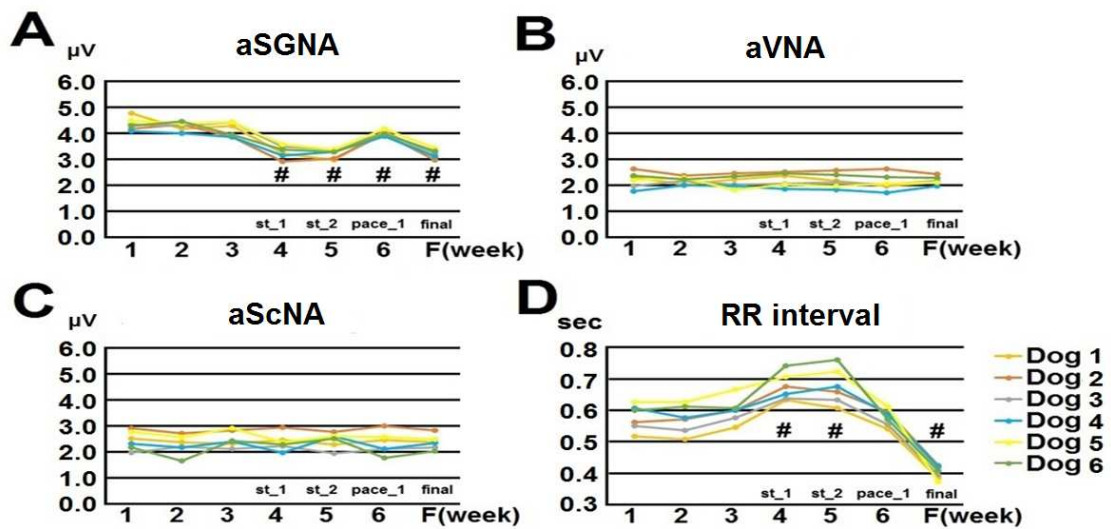 A
µV
aSGNA
6.0
5.0
4.0
3.0
2.0
1.0
0.0
# # # #
st_1 st_2 pace_1 final
1 2 3 4 5 6 F(week)
B
µV
aVNA
6.0
5.0
4.0
3.0
2.0
1.0
0.0
st_1 st_2 pace_1 final
1 2 3 4 5 6 F(week)
C
µV
aScNA
6.0
5.0
4.0
3.0
2.0
1.0
0.0
st_1 st_2 pace_1 final
1 2 3 4 5 6 F(week)
D
sec
RR interval
0.8
0.7
0.6
0.5
0.4
0.3
# # #
st_1 st_2 pace_1 final
1 2 3 4 5 6 F(week)
Dog 1
Dog 2
Dog 3
Dog 4
Dog 5
Dog 6